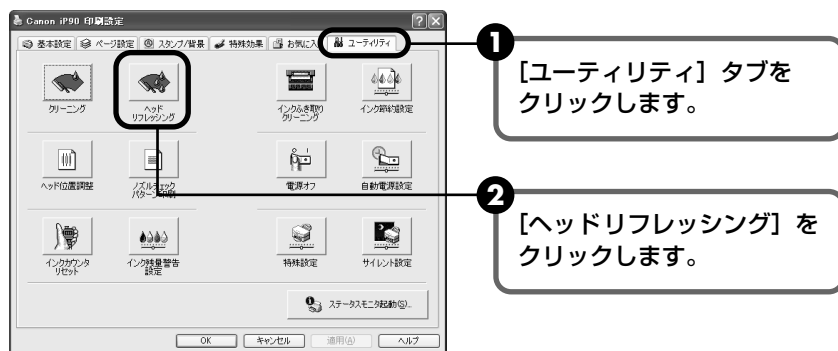 Canon iP90 印刷設定
基本設定 ページ設定 スタンプ/背景 特殊効果 お気に入 ユーティリティ
クリーニング
ヘッド
リフレッシング
インクふき取り
クリーニング
インク節約設定
ヘッド位置調整
ノズルチェック
パターン印刷
電源オフ
自動電源設定
インクカウンタ
リセット
インク残量警告
設定
特殊設定
サイレント設定
ステータスモニタ起動(S)...
OK キャンセル 適用(A) ヘルプ
1
[ユーティリティ] タブを
クリックします。
2
[ヘッドリフレッシング] を
クリックします。